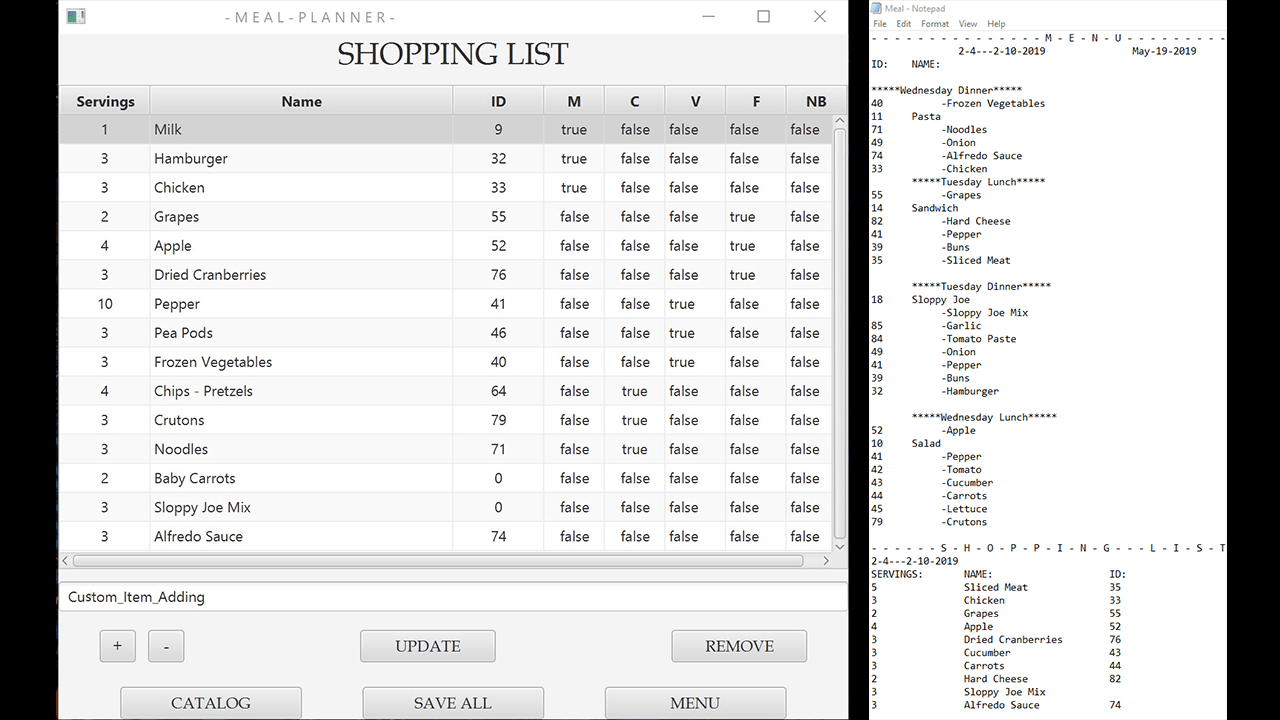 -MEAL-PLANNER-
SHOPPING LIST
Servings Name ID M C V F NB
1 Milk 9 true false false false false
3 Hamburger 32 true false false false false
3 Chicken 33 true false false false false
2 Grapes 55 false false false true false
4 Apple 52 false false false true false
3 Dried Cranberries 76 false false false true false
10 Pepper 41 false false true false false
3 Pea Pods 46 false false true false false
3 Frozen Vegetables 40 false false true false false
4 Chips - Pretzels 64 false true false false false
3 Crutons 79 false true false false false
3 Noodles 71 false true false false false
2 Baby Carrots 0 false false false false false
3 Sloppy Joe Mix 0 false false false false false
3 Alfredo Sauce 74 false false false false false
Custom_Item_Adding
+ - UPDATE REMOVE
CATALOG SAVE ALL MENU
Meal - Notepad
File Edit Format View Help
- - - - - - - - - - - - - - - M - E - N - U - - - - - - - - - -
2-4---2-10-2019 May-19-2019
ID: NAME:
*****Wednesday Dinner*****
40 -Frozen Vegetables
11 Pasta
71 -Noodles
49 -Onion
74 -Alfredo Sauce
33 -Chicken
*****Tuesday Lunch*****
55 -Grapes
14 Sandwich
82 -Hard Cheese
41 -Pepper
39 -Buns
35 -Sliced Meat
*****Tuesday Dinner*****
18 Sloppy Joe
-Sloppy Joe Mix
85 -Garlic
84 -Tomato Paste
49 -Onion
41 -Pepper
39 -Buns
32 -Hamburger
*****Wednesday Lunch*****
52 -Apple
10 Salad
41 -Pepper
42 -Tomato
43 -Cucumber
44 -Carrots
45 -Lettuce
79 -Crutons
- - - - - - S - H - O - P - P - I - N - G - - - L - I - S - T
2-4---2-10-2019
SERVINGS: NAME: ID:
5 Sliced Meat 35
3 Chicken 33
2 Grapes 55
4 Apple 52
3 Dried Cranberries 76
3 Cucumber 43
3 Carrots 44
2 Hard Cheese 82
3 Sloppy Joe Mix
3 Alfredo Sauce 74